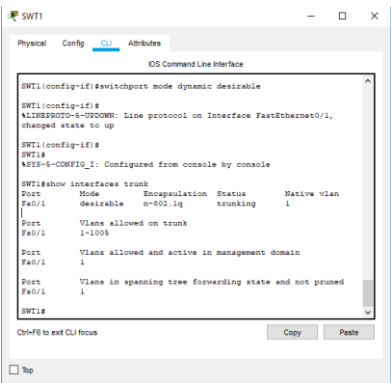 SWT1
Physical Config CLI Attributes
IOS Command Line Interface
SWT1(config-if)#switchport mode dynamic desirable
SWT1(config-if)#
%LINEPROTO-5-UPDOWN: Line protocol on Interface FastEthernet0/1,
changed state to up
SWT1(config-if)#
SWT1#
%SYS-5-CONFIG_I: Configured from console by console
SWT1#show interfaces trunk
Port Mode Encapsulation Status Native vlan
Fa0/1 desirable n-802.1q trunking 1
Port Vlans allowed on trunk
Fa0/1 1-1005
Port Vlans allowed and active in management domain
Fa0/1 1
Port Vlans in spanning tree forwarding state and not pruned
Fa0/1 1
SWT1#
Ctrl+F6 to exit CLI focus
Copy Paste
Top